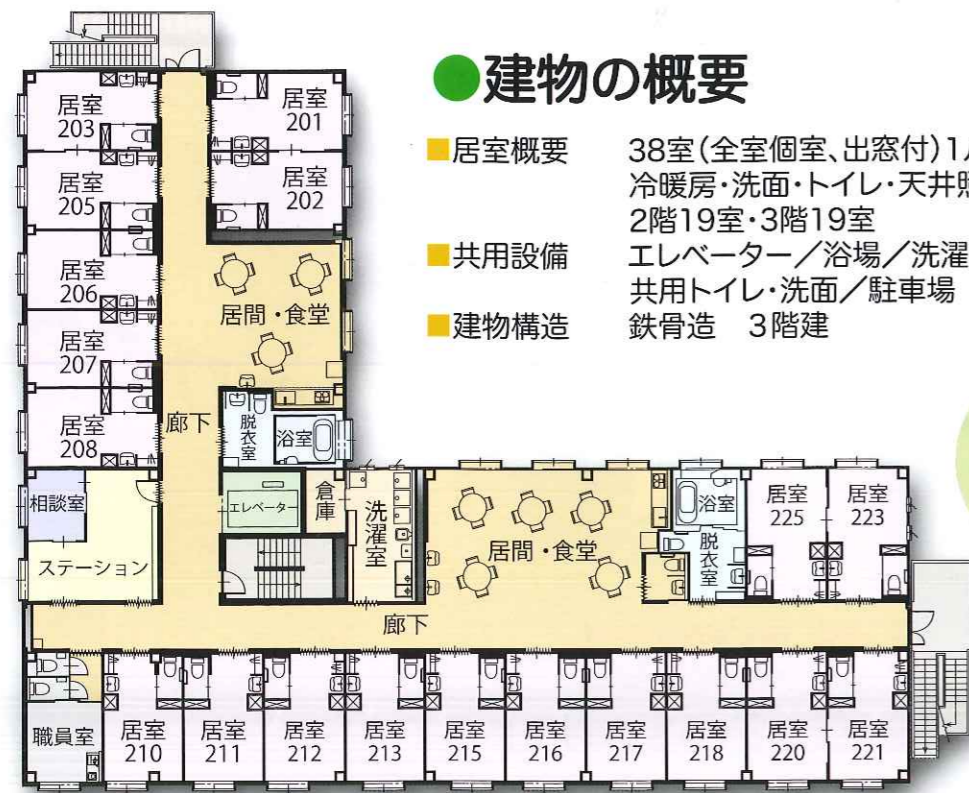 ●建物の概要
■居室概要 38室(全室個室、出窓付)1
冷暖房・洗面・トイレ・天井
2階19室・3階19室
■共用設備 エレベーター/浴場/洗濯
共用トイレ・洗面/駐車場
■建物構造 鉄骨造 3階建
居室
203
居室
201
居室
205
居室
202
居室
206
居間・食堂
居室
207
居室
208
廊下
脱衣室
浴室
相談室
ステーション
エレベーター
倉庫
洗濯室
居間・食堂
浴室
脱衣室
居室
225
居室
223
廊下
職員室
居室
210
居室
211
居室
212
居室
213
居室
215
居室
216
居室
217
居室
218
居室
220
居室
221